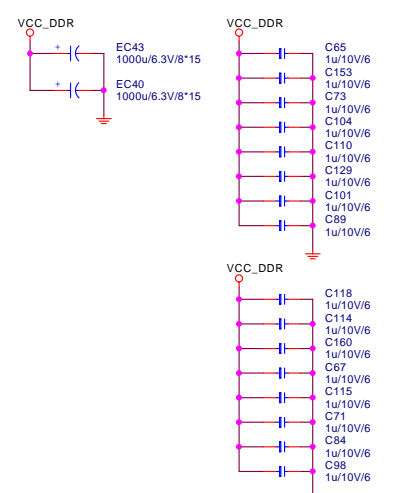 VCC_DDR
+
EC43
1000u/6.3V/8*15
+
EC40
1000u/6.3V/8*15
VCC_DDR
C65
1u/10V/6
C153
1u/10V/6
C73
1u/10V/6
C104
1u/10V/6
C110
1u/10V/6
C129
1u/10V/6
C101
1u/10V/6
C89
1u/10V/6
VCC_DDR
C118
1u/10V/6
C114
1u/10V/6
C160
1u/10V/6
C67
1u/10V/6
C115
1u/10V/6
C71
1u/10V/6
C84
1u/10V/6
C98
1u/10V/6